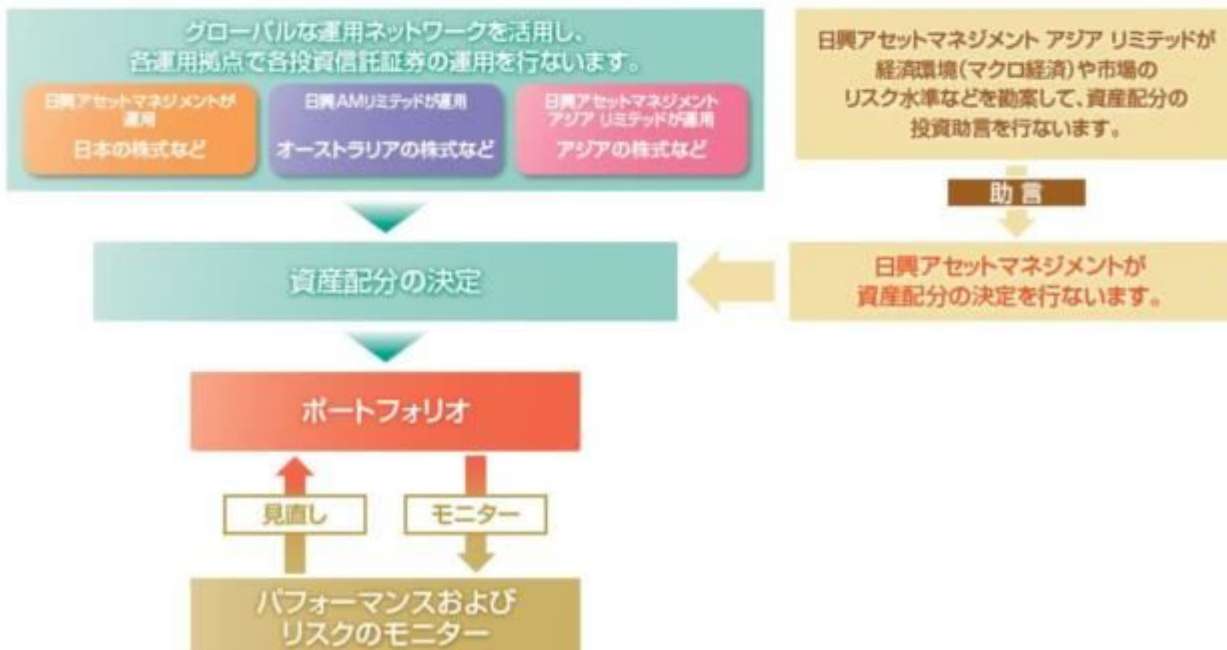 グローバルな運用ネットワークを活用し、
各運用拠点で各投資信託証券の運用を行ないます。
日興アセットマネジメントが
運用
日本の株式など
日興AMリミテッドが運用
オーストラリアの株式など
日興アセットマネジメント
アジア リミテッドが運用
アジアの株式など
日興アセットマネジメント アジア リミテッドが
経済環境(マクロ経済)や市場の
リスク水準などを勘案して、資産配分の
投資助言を行ないます。
助言
日興アセットマネジメントが
資産配分の決定を行ないます。
資産配分の決定
ポートフォリオ
見直し
モニター
パフォーマンスおよび
リスクのモニター